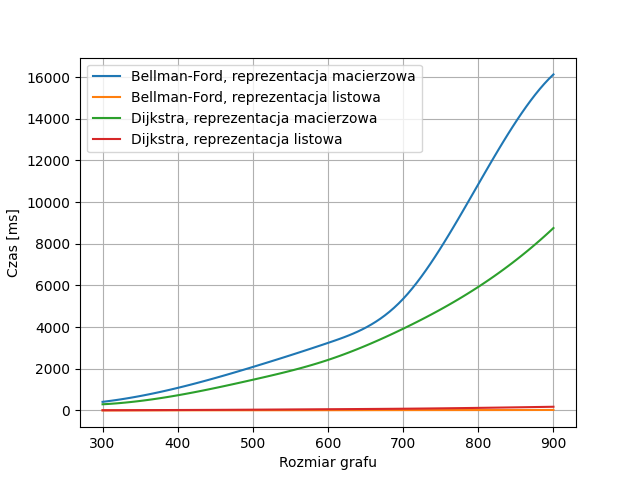 Bellman-Ford, reprezentacja macierzowa
Bellman-Ford, reprezentacja listowa
Dijkstra, reprezentacja macierzowa
Dijkstra, reprezentacja listowa
Czas [ms]
16000
14000
12000
10000
8000
6000
4000
2000
0
300 400 500 600 700 800 900
Rozmiar grafu